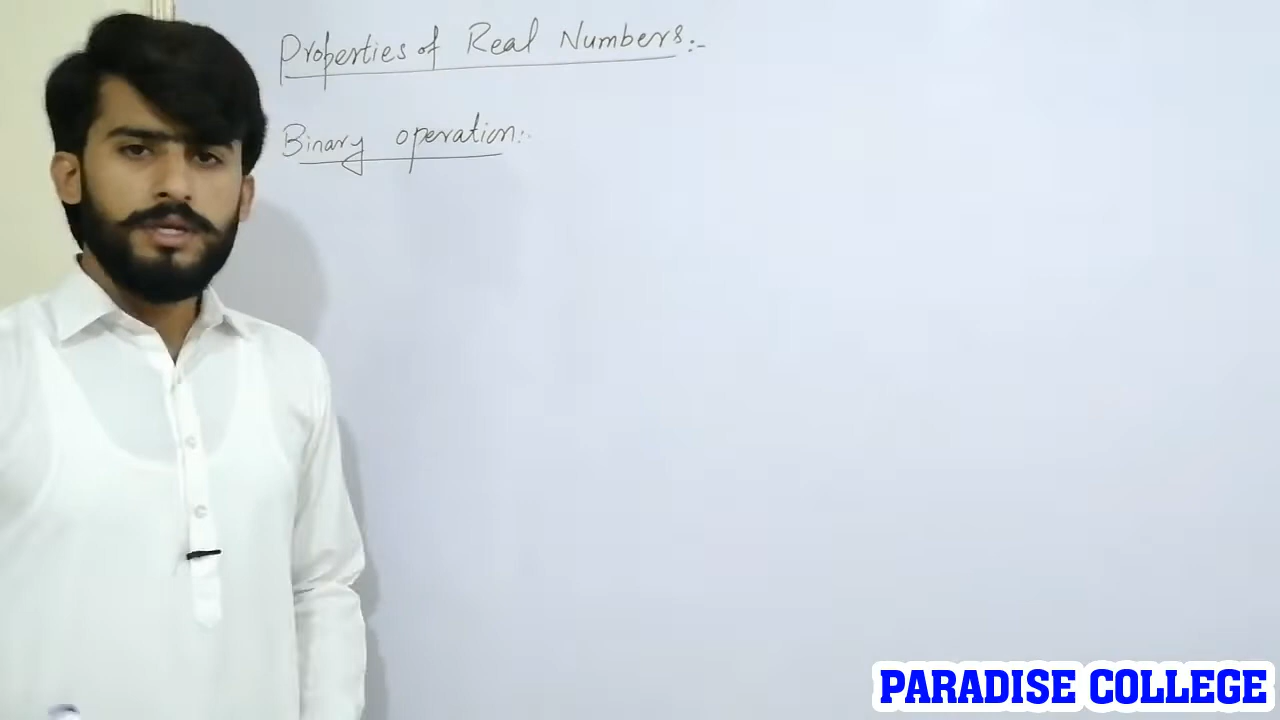 Properties of Real Numbers:-
Binary operation:-
PARADISE COLLEGE